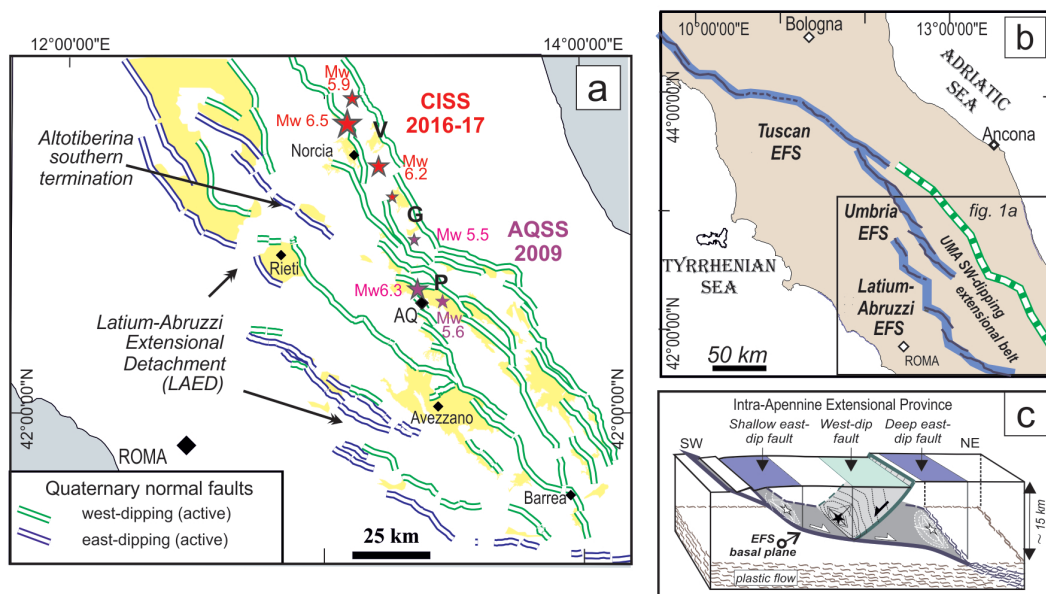 12°00'00"E
14°00'00"E
a
Mw
5.9
CISS
2016-17
Mw 6.5
V
Norcia
Mw
6.2
Altotiberina
southern
termination
G
AQSS
2009
Mw 5.5
Rieti
P
Mw6.3
AQ
Mw
5.6
Latium-Abruzzi
Extensional
Detachment
(LAED)
Avezzano
42°00'00"N
42°00'00"N
ROMA
Barrea
Quaternary normal faults
west-dipping (active)
east-dipping (active)
25 km
10°00'00"E
13°00'00"E
b
Bologna
ADRIATIC
SEA
44°00'00"N
Ancona
Tuscan
EFS
fig. 1a
Umbria
EFS
UMA SW-dipping
extensional belt
TYRRHENIAN
SEA
Latium-
Abruzzi
EFS
42°00'00"N
ROMA
50 km
Intra-Apennine Extensional Province
c
Shallow east-
dip fault
West-dip
fault
Deep east-
dip fault
SW
NE
~ 15 km
EFS
basal plane
plastic flow